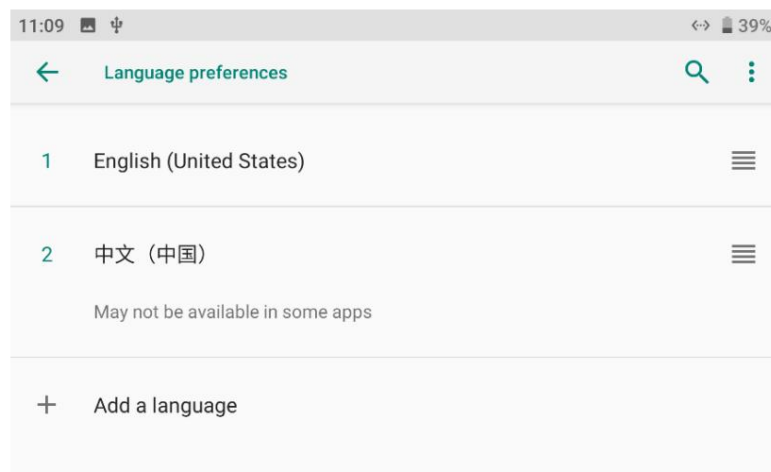 11:09 39%
Language preferences
1 English (United States)
2 中文（中国）
May not be available in some apps
Add a language